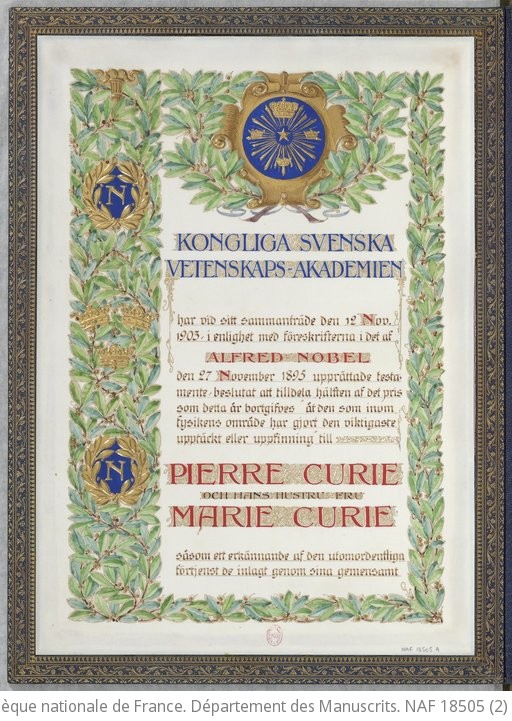 N
KONGLIGA SVENSKA
VETENSKAPS-AKADEMIEN
har vid sitt sammanträde den 12 Nov.
1903, i enlighet med föreskrifterna i det af
ALFRED NOBEL
den 27 November 1895 upprättade testa-
mente, beslutat att tilldela hälften af det pris
som detta år bortgifves "åt den som inom
fysikens område har gjort den viktigaste
upptäckt eller uppfinning" till
N
PIERRE CURIE
OCH HANS HUSTRU FRU
MARIE CURIE
såsom ett erkännande af den utomordentliga
förtjenst de inlagt genom sina gemensamt
NAF 18505 A
èque nationale de France. Département des Manuscrits. NAF 18505 (2)